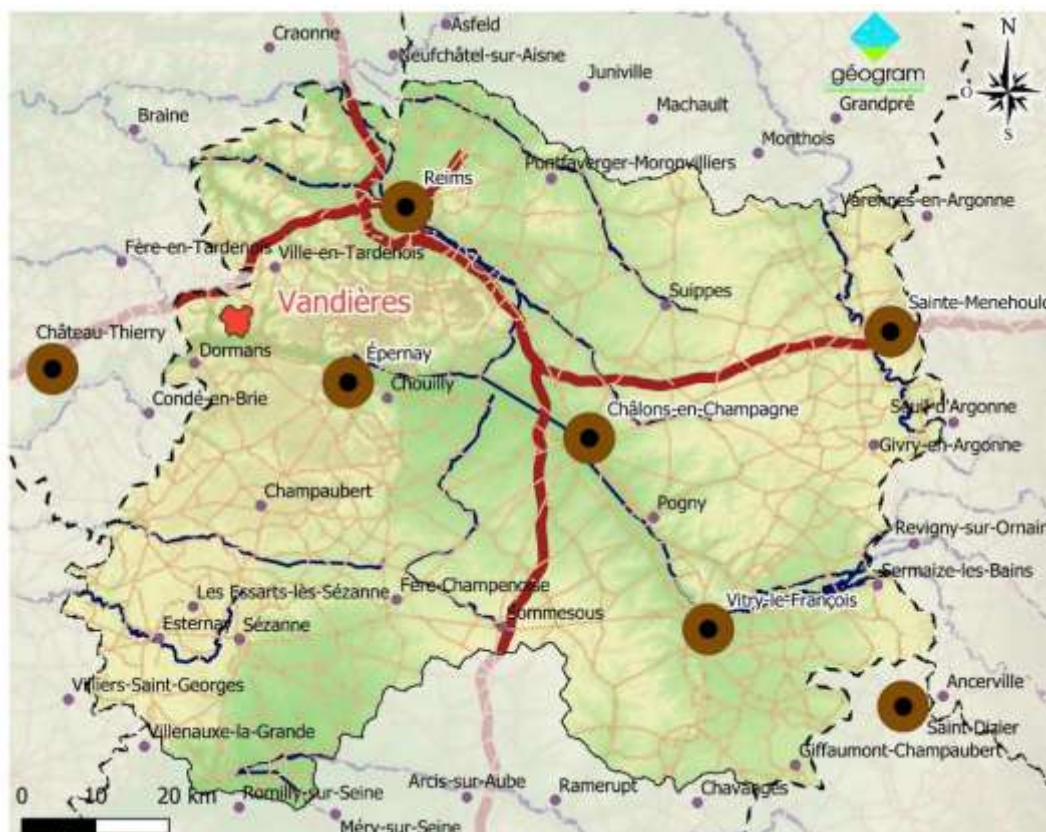 Asfeld
Craonne
Neufchâtel-sur-Aisne
N
géogram
O
S
Juniville
Machault
Grandpré
Braine
Monthois
Pontfaverger-Moronvilliers
Reims
Varennes-en-Argonne
Fère-en-Tardenois
Ville-en-Tardenois
Vandières
Suippes
Sainte-Menehould
Château-Thierry
Dormans
Épernay
Chouilly
Condé-en-Brie
Châlons-en-Champagne
Seuil-d'Argonne
Givry-en-Argonne
Champaubert
Pogny
Revigny-sur-Ornain
Sermaize-les-Bains
Les Essarts-lès-Sézanne
Fère-Champenoise
Vitry-le-François
Sommesous
Esternay
Sézanne
Villiers-Saint-Georges
Ancerville
Saint-Dizier
Villenauxe-la-Grande
Giffaumont-Champaubert
0 10 20 km
Romilly-sur-Seine
Arcis-sur-Aube
Ramerupt
Chavanges
Méry-sur-Seine